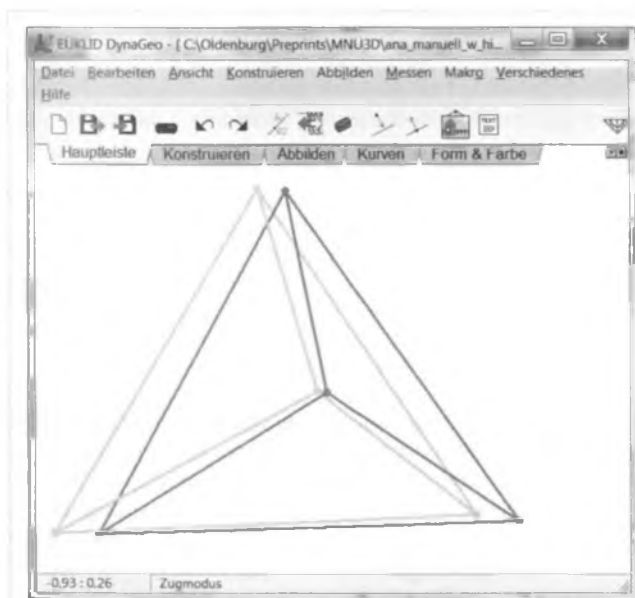 EUKLID DynaGeo - [ C:\Oldenburg\Preprints\MNU3D\ana_manuell_w_hi...
Datei Bearbeiten Ansicht Konstruieren Abbilden Messen Makro Verschiedenes
Hilfe
Hauptleiste Konstruieren Abbilden Kurven Form & Farbe
-0,93 : 0,26 Zugmodus